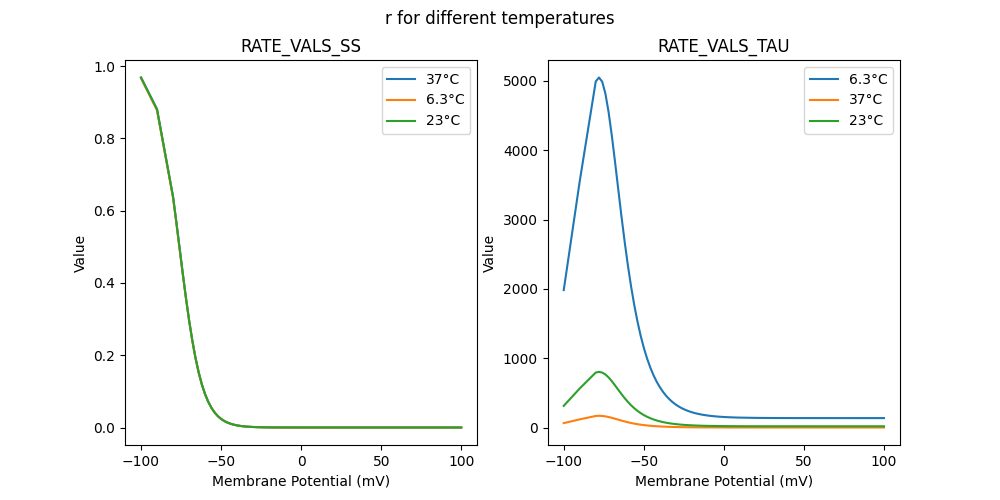 r for different temperatures
RATE_VALS_SS
RATE_VALS_TAU
1.0
0.8
0.6
0.4
0.2
0.0
Value
37°C
6.3°C
23°C
−100
−50
0
50
100
Membrane Potential (mV)
5000
4000
3000
2000
1000
0
Value
6.3°C
37°C
23°C
−100
−50
0
50
100
Membrane Potential (mV)